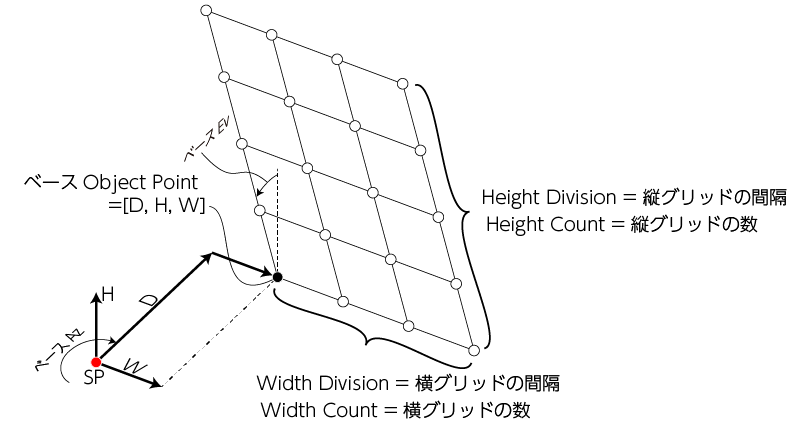 ベース EV
ベース Object Point
=[D, H, W]
Height Division = 縦グリッドの間隔
Height Count = 縦グリッドの数
H
D
ベース Az
W
SP
Width Division = 横グリッドの間隔
Width Count = 横グリッドの数